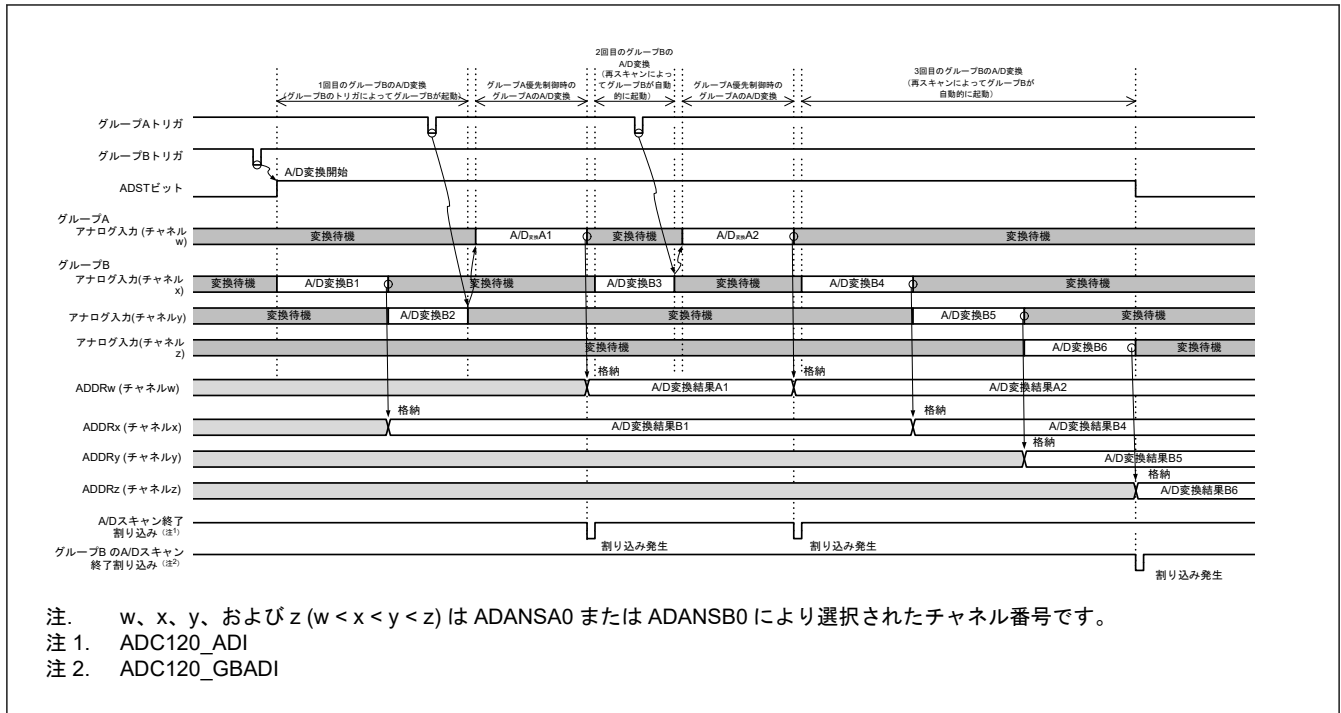 2回目のグループBの
A/D変換
(再スキャンによっ
てグループBが自動
的に起動)
1回目のグループBのA/D変換
(グループBのトリガによってグループBが起動)
グループA優先制御時の
グループAのA/D変換
グループA優先制御時の
グループAのA/D変換
3回目のグループBのA/D変換
(再スキャンによってグループBが
自動的に起動)
グループAトリガ
グループBトリガ
A/D変換開始
ADSTビット
グループA
アナログ入力 (チャネル
w)
変換待機
A/D変換A1
変換待機
A/D変換A2
変換待機
グループB
アナログ入力(チャネル
x)
変換待機
A/D変換B1
変換待機
A/D変換B3
変換待機
A/D変換B4
変換待機
アナログ入力(チャネルy)
変換待機
A/D変換B2
変換待機
A/D変換B5
変換待機
アナログ入力(チャネル
z)
変換待機
A/D変換B6
変換待機
格納
格納
ADDRw (チャネルw)
A/D変換結果A1
A/D変換結果A2
格納
格納
ADDRx (チャネルx)
A/D変換結果B1
A/D変換結果B4
格納
ADDRy (チャネルy)
A/D変換結果B5
格納
ADDRz (チャネルz)
A/D変換結果B6
A/Dスキャン終了
割り込み (注1)
割り込み発生
割り込み発生
グループB のA/Dスキャン
終了割り込み (注2)
割り込み発生
注. w、x、y、および z (w < x < y < z) は ADANSA0 または ADANSB0 により選択されたチャネル番号です。
注 1. ADC120_ADI
注 2. ADC120_GBADI